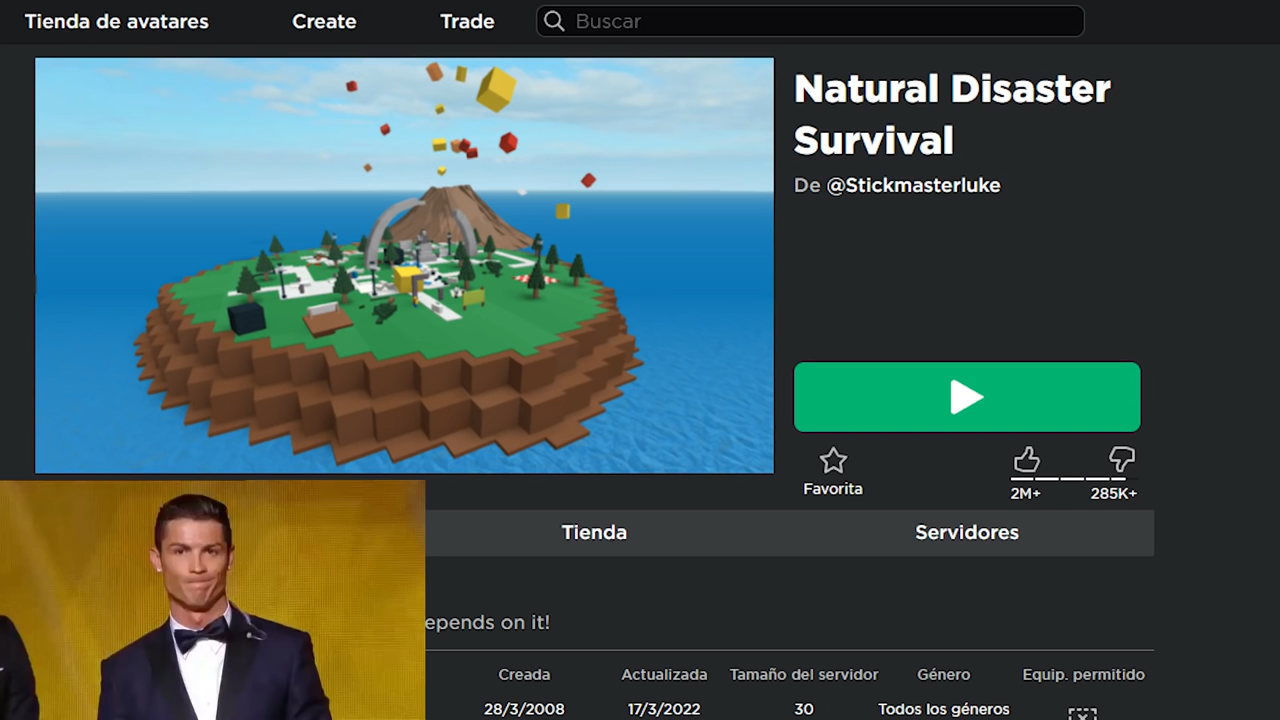 Tienda de avatares Create Trade Buscar
Natural Disaster
Survival
De @Stickmasterluke
Favorita
2M+ 285K+
Tienda Servidores
epends on it!
Creada Actualizada Tamaño del servidor Género Equip. permitido
28/3/2008 17/3/2022 30 Todos los géneros